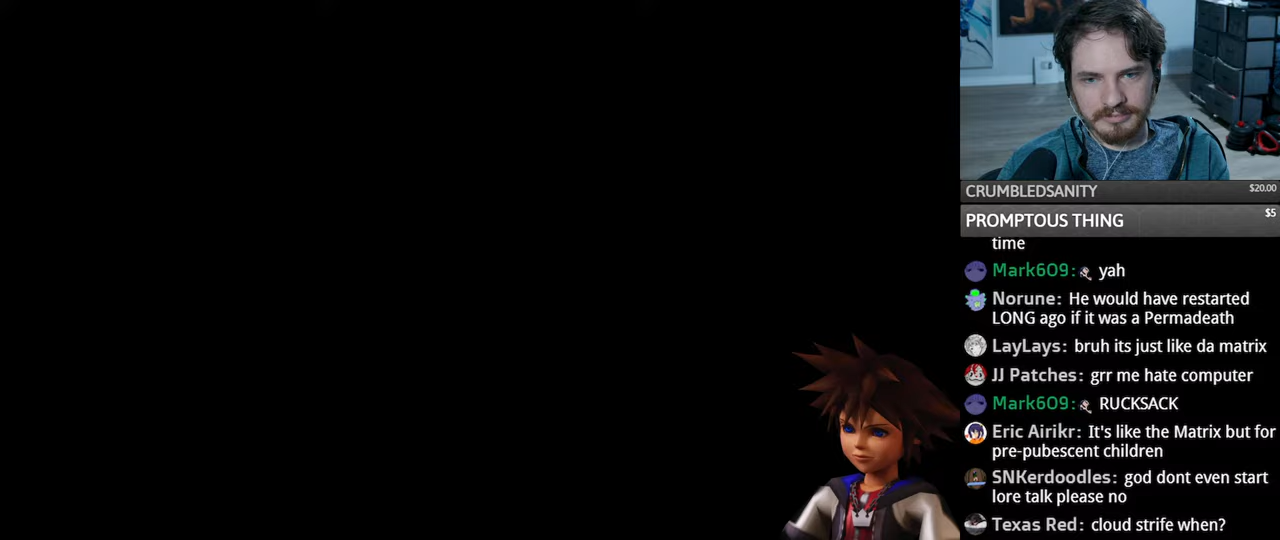 CRUMBLEDSANITY $20.00
PROMPTOUS THING $5
time
Mark609: yah
Norune: He would have restarted
LONG ago if it was a Permadeath
LayLays: bruh its just like da matrix
JJ Patches: grr me hate computer
Mark609: RUCKSACK
Eric Airikr: It's like the Matrix but for
pre-pubescent children
SNKerdoodles: god dont even start
lore talk please no
Texas Red: cloud strife when?